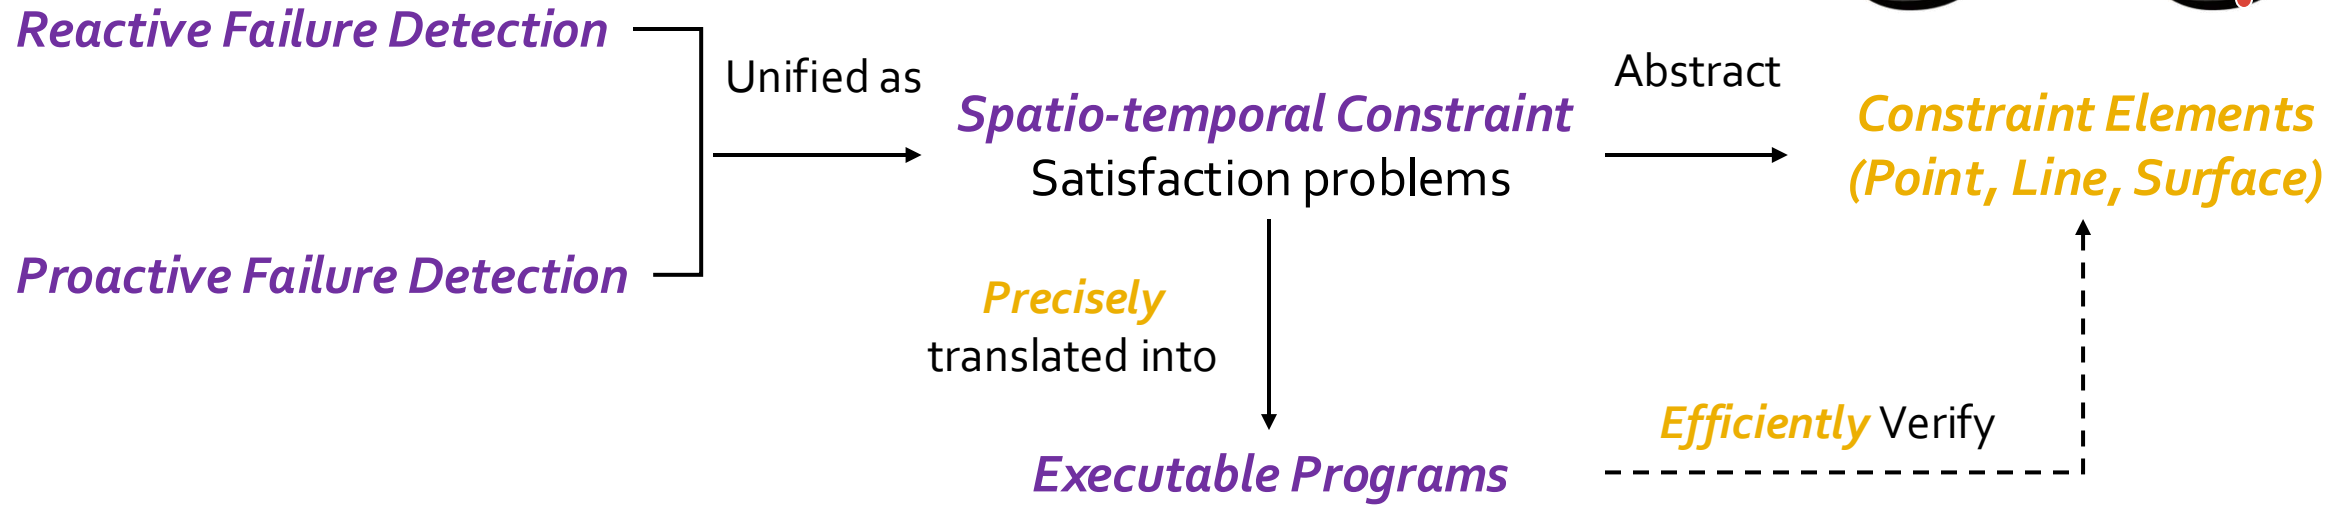 Reactive Failure Detection
Unified as
Abstract
Spatio-temporal Constraint
Satisfaction problems
Constraint Elements
(Point, Line, Surface)
Proactive Failure Detection
Precisely
translated into
Efficiently Verify
Executable Programs